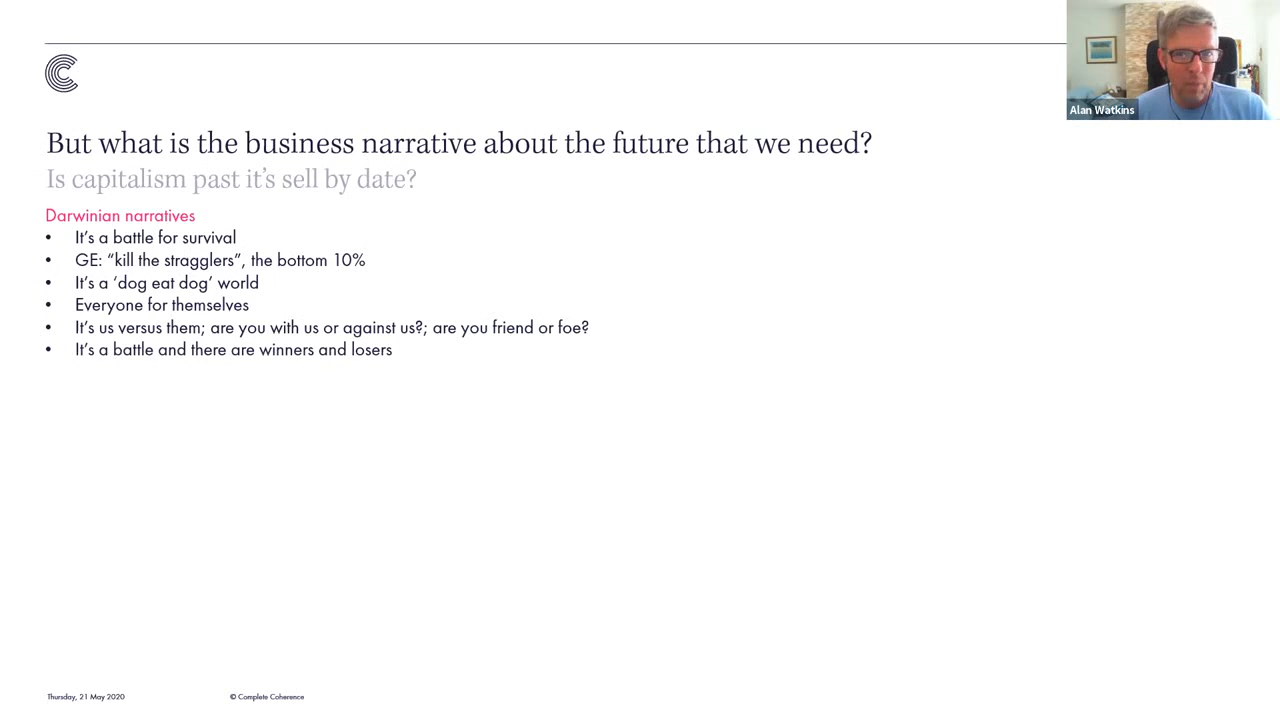 Alan Watkins
But what is the business narrative about the future that we need?
Is capitalism past it’s sell by date?
Darwinian narratives
• It’s a battle for survival
• GE: “kill the stragglers”, the bottom 10%
• It’s a ‘dog eat dog’ world
• Everyone for themselves
• It’s us versus them; are you with us or against us?; are you friend or foe?
• It’s a battle and there are winners and losers
Thursday, 21 May 2020
© Complete Coherence